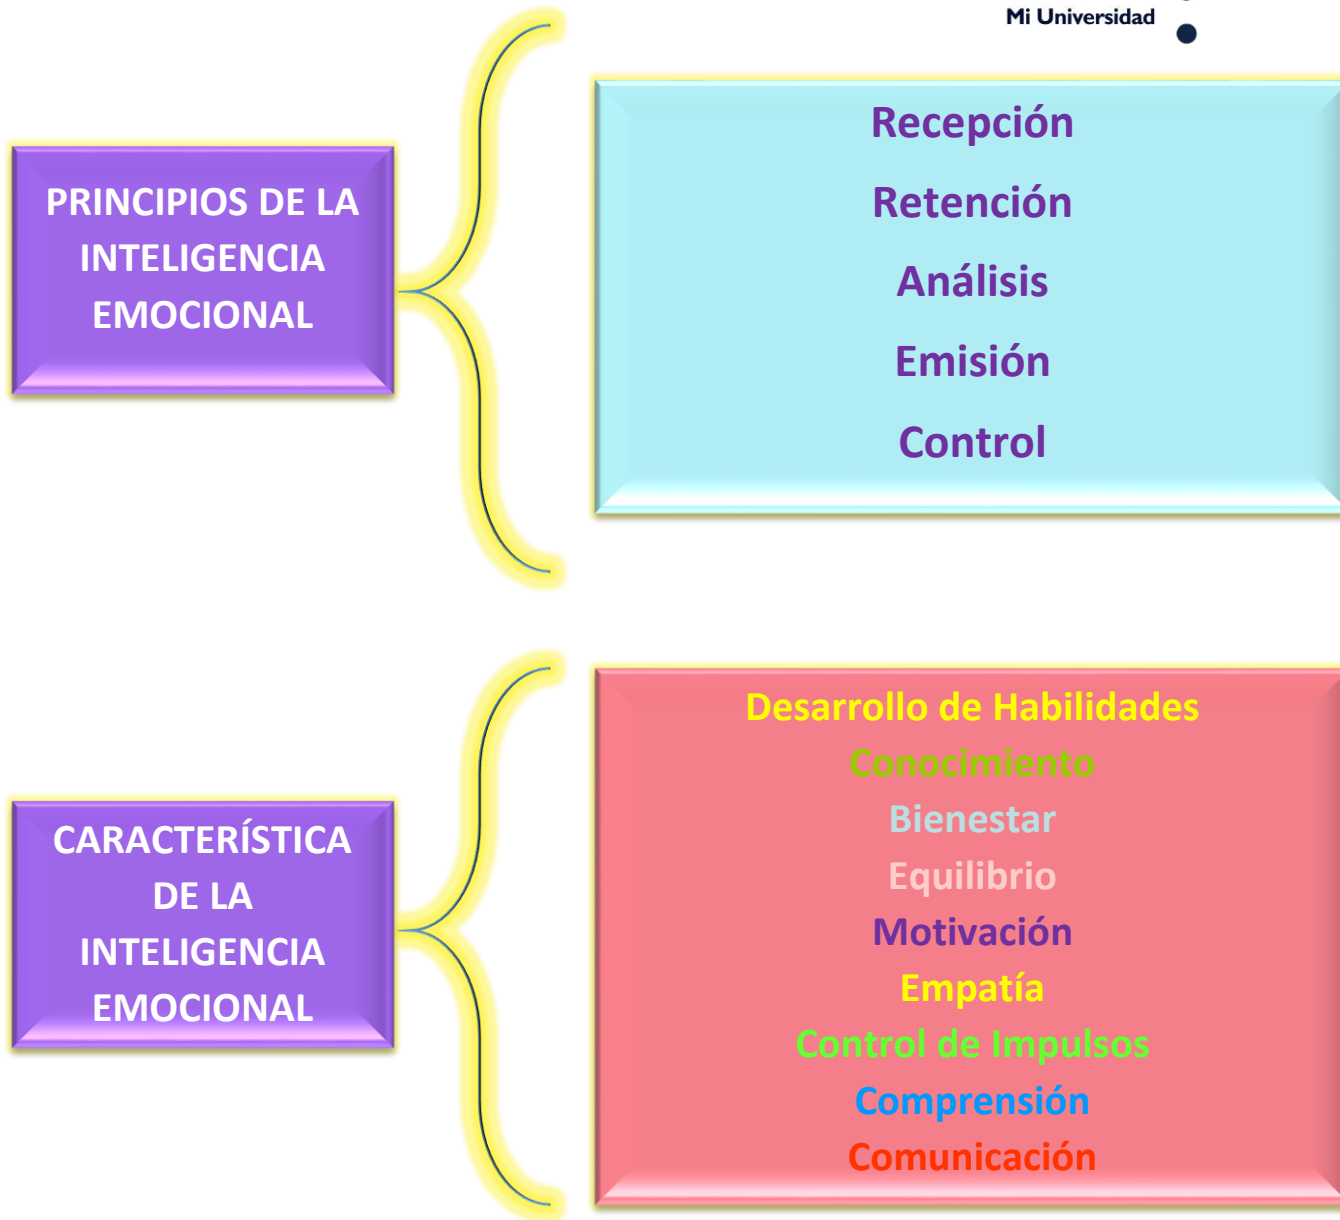 Mi Universidad
PRINCIPIOS DE LA
INTELIGENCIA
EMOCIONAL
Recepción
Retención
Análisis
Emisión
Control
CARACTERÍSTICA
DE LA
INTELIGENCIA
EMOCIONAL
Desarrollo de Habilidades
Conocimiento
Bienestar
Equilibrio
Motivación
Empatía
Control de Impulsos
Comprensión
Comunicación